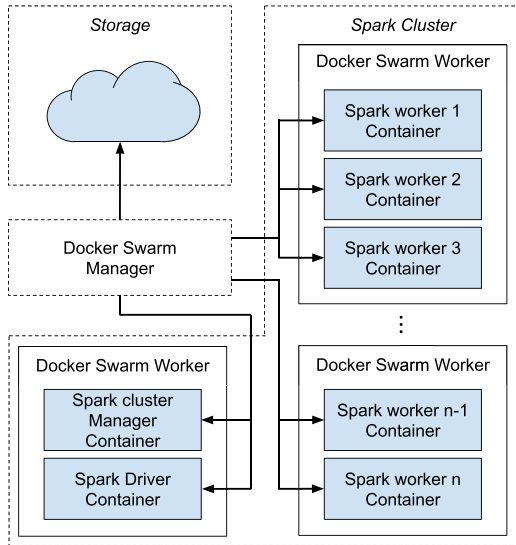 Storage
Spark Cluster
Docker Swarm Worker
Spark worker 1
Container
Spark worker 2
Container
Spark worker 3
Container
Docker Swarm
Manager
⋮
Docker Swarm Worker
Spark cluster
Manager
Container
Spark Driver
Container
Docker Swarm Worker
Spark worker n-1
Container
Spark worker n
Container